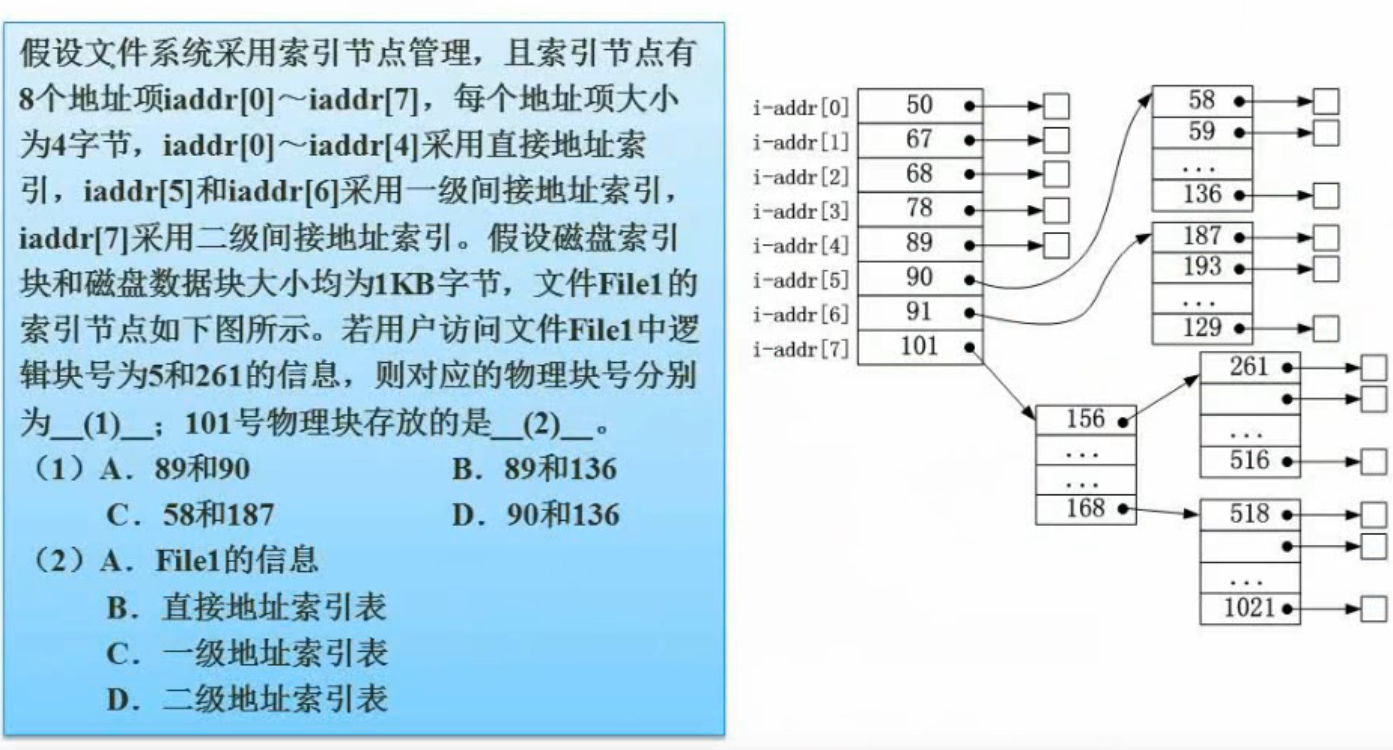 假设文件系统采用索引节点管理，且索引节点有
8个地址项iaddr[0]～iaddr[7]，每个地址项大小
为4字节，iaddr[0]～iaddr[4]采用直接地址索
引，iaddr[5]和iaddr[6]采用一级间接地址索引，
iaddr[7]采用二级间接地址索引。假设磁盘索引
块和磁盘数据块大小均为1KB字节，文件File1的
索引节点如下图所示。若用户访问文件File1中逻
辑块号为5和261的信息，则对应的物理块号分别
为__(1)__；101号物理块存放的是__(2)__。
（1）A．89和90 B．89和136
C．58和187 D．90和136
（2）A．File1的信息
B．直接地址索引表
C．一级地址索引表
D．二级地址索引表
i-addr[0] 50
i-addr[1] 67
i-addr[2] 68
i-addr[3] 78
i-addr[4] 89
i-addr[5] 90
i-addr[6] 91
i-addr[7] 101
58
59
...
136
187
193
...
129
156
...
...
168
261
...
516
518
...
1021